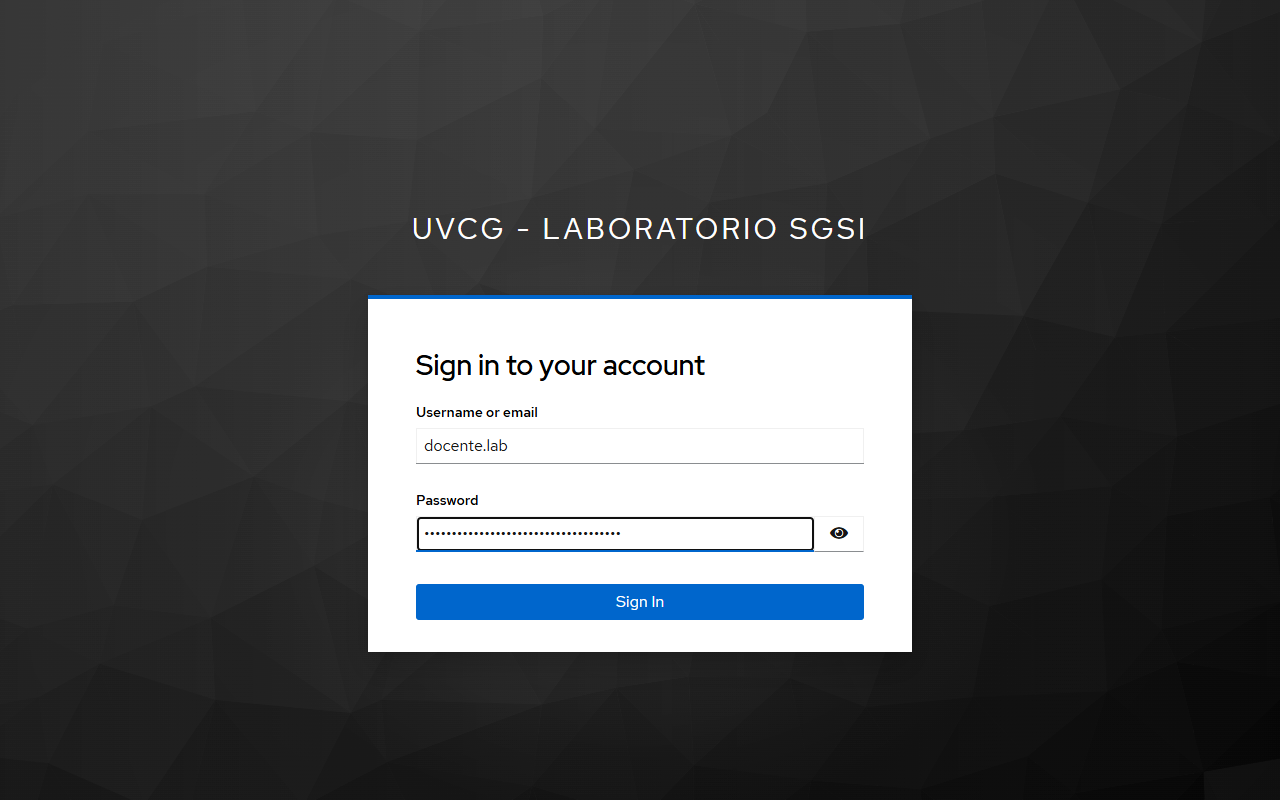 UVCG - LABORATORIO SGSI
Sign in to your account
Username or email
docente.lab
Password
••••••••••••••••••••••••••••••••••••
Sign In